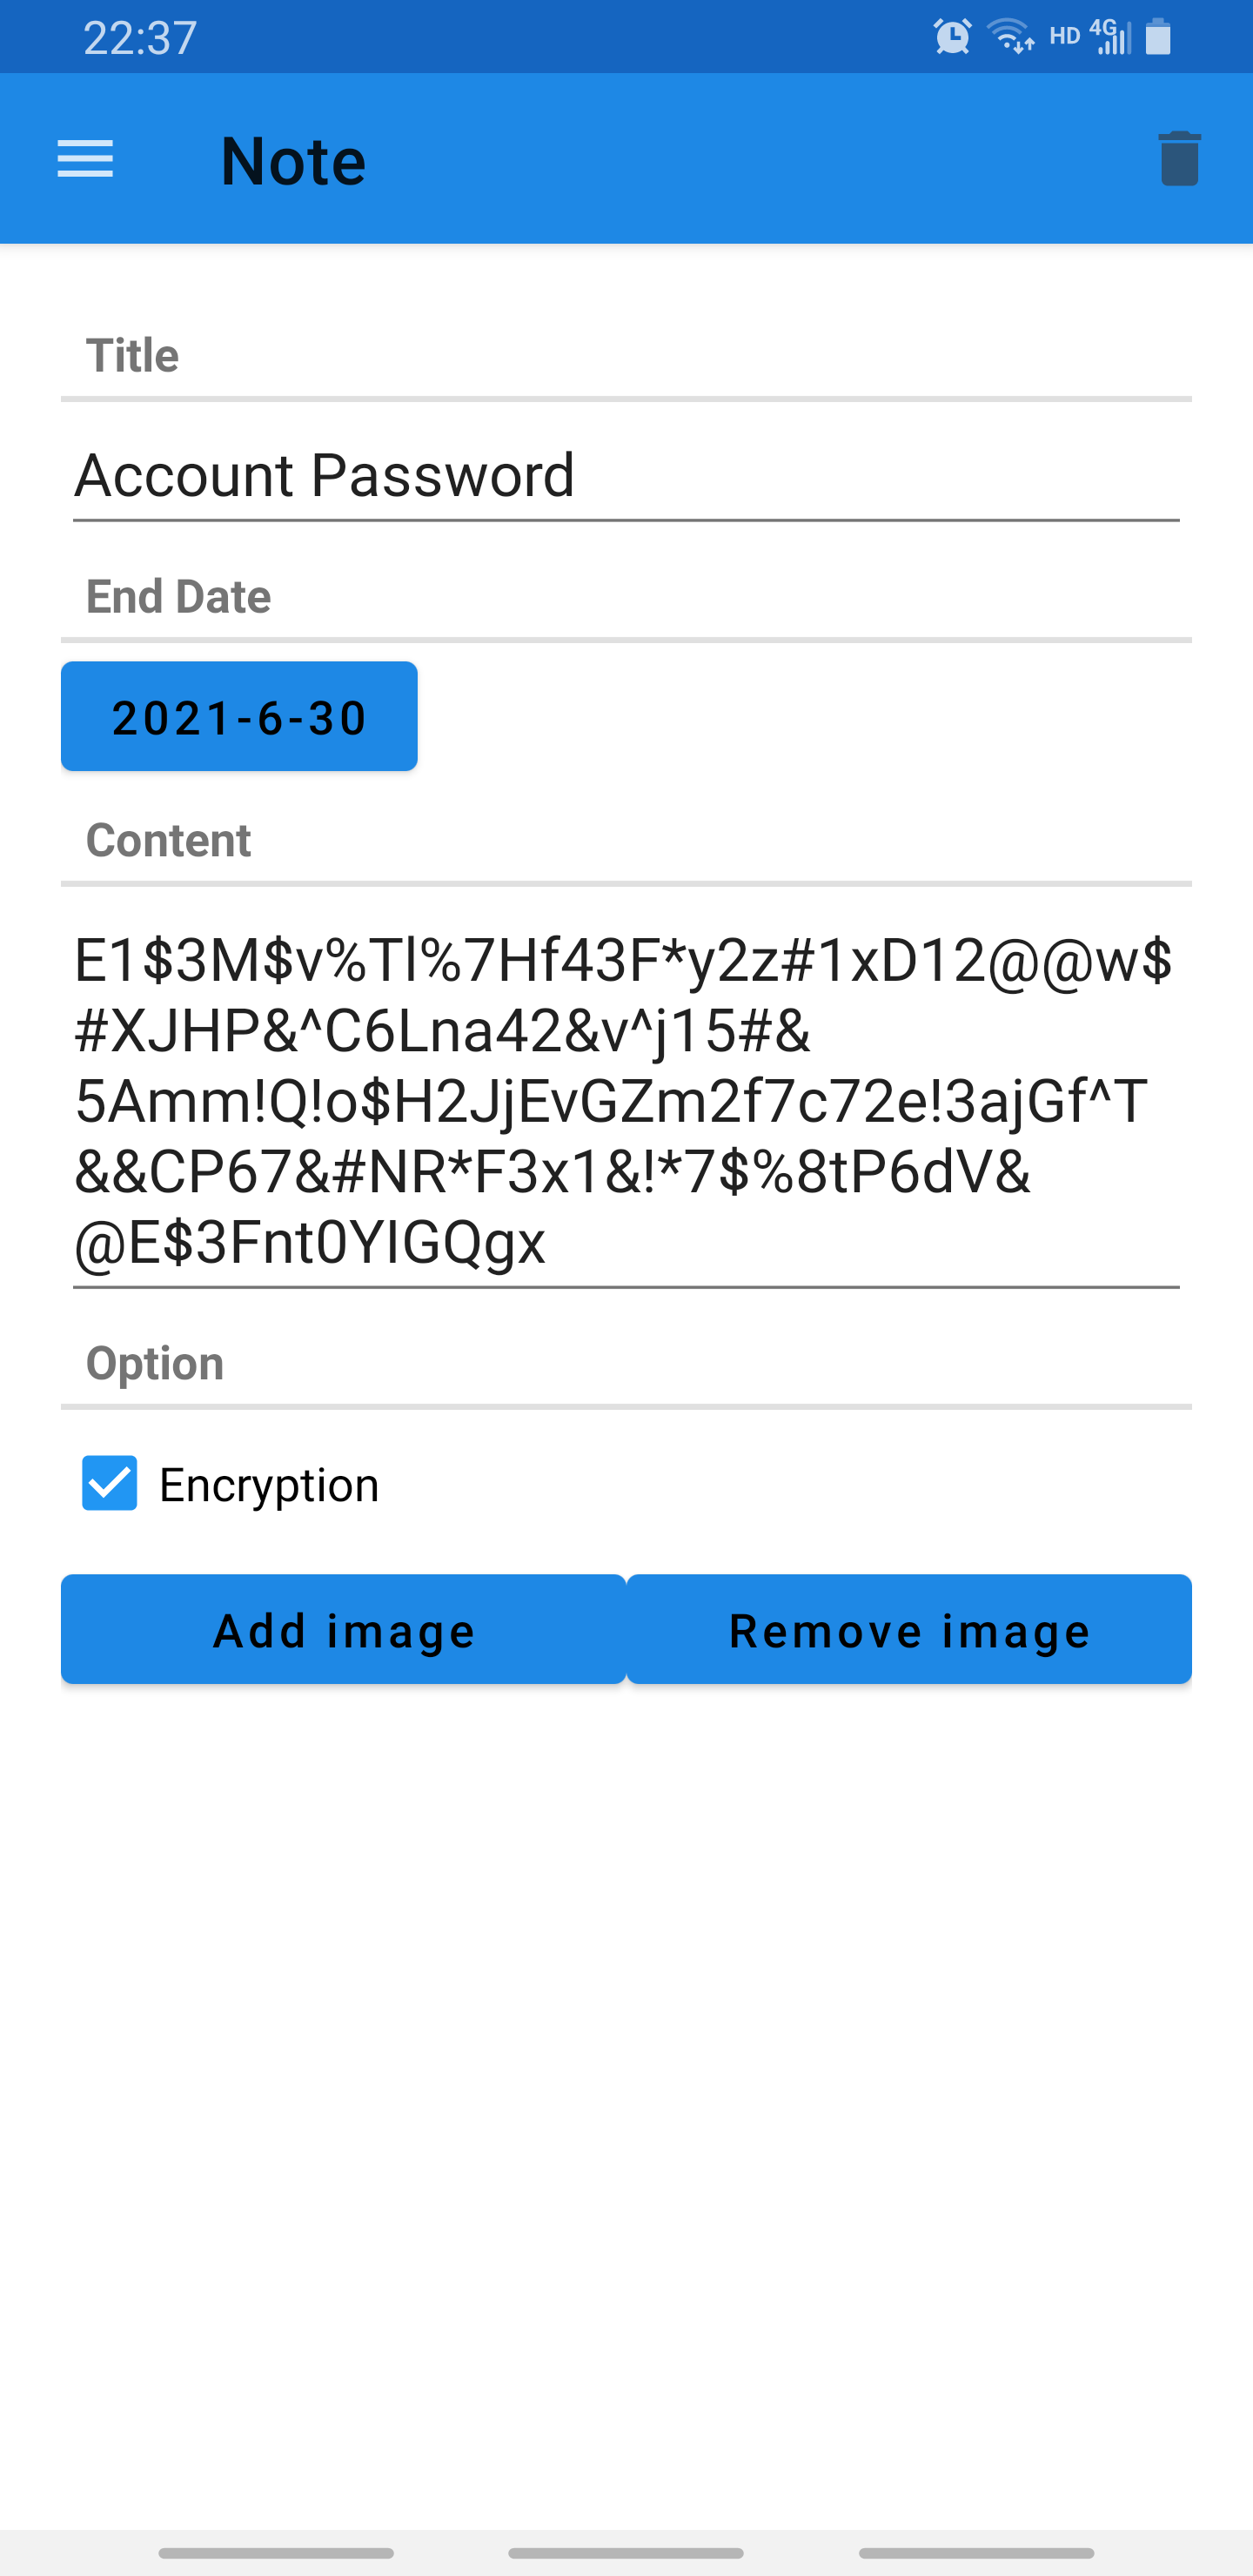 22:37 HD 4G
Note
Title
Account Password
End Date
2021-6-30
Content
E1$3M$v%Tl%7Hf43F*y2z#1xD12@@w$
#XJHP&^C6Lna42&v^j15#&
5Amm!Q!o$H2JjEvGZm2f7c72e!3ajGf^T
&&CP67&#NR*F3x1&!*7$%8tP6dV&
@E$3Fnt0YIGQgx
Option
Encryption
Add image Remove image